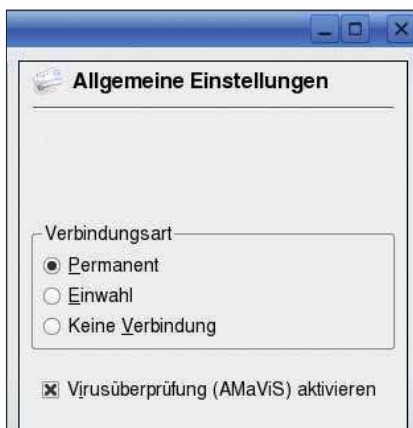 Allgemeine Einstellungen
Verbindungsart
Permanent
Einwahl
Keine Verbindung
Virusüberprüfung (AMaViS) aktivieren